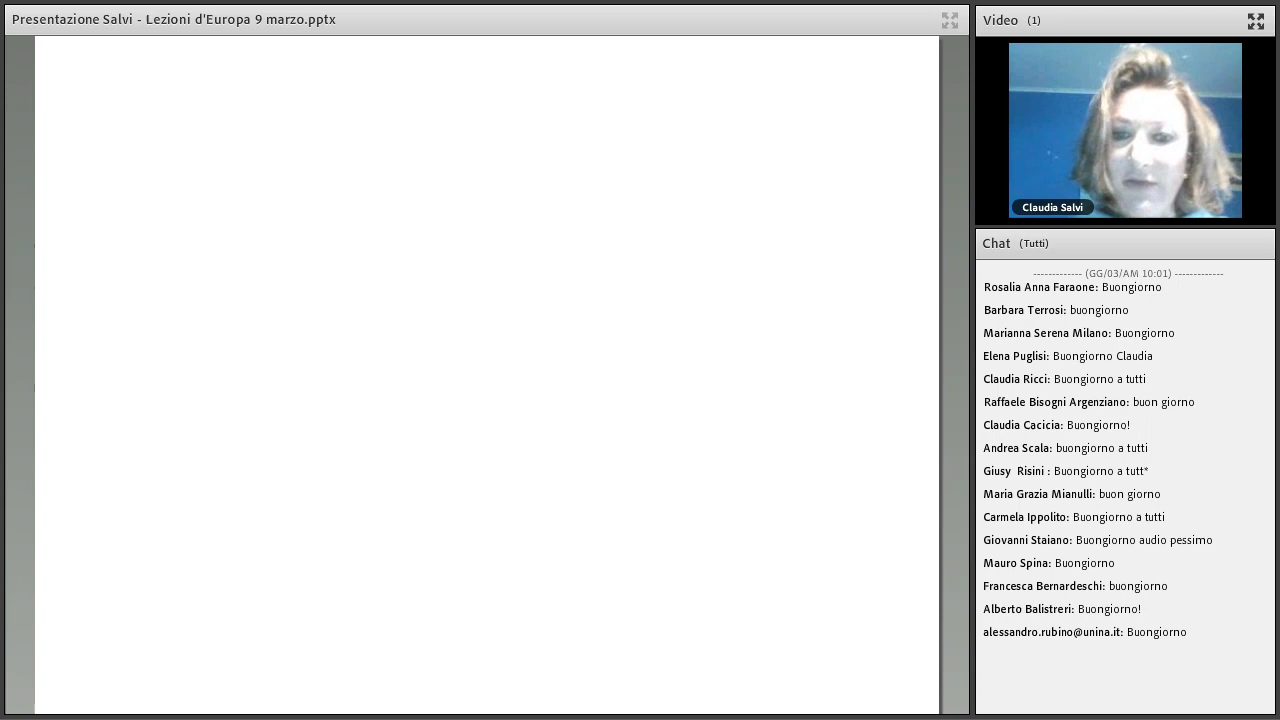 Presentazione Salvi - Lezioni d'Europa 9 marzo.pptx
Video (1)
Claudia Salvi
Chat (Tutti)
------------- (GG/03/AM 10:01) -------------
Rosalia Anna Faraone: Buongiorno
Barbara Terrosi: buongiorno
Marianna Serena Milano: Buongiorno
Elena Puglisi: Buongiorno Claudia
Claudia Ricci: Buongiorno a tutti
Raffaele Bisogni Argenziano: buon giorno
Claudia Cacicia: Buongiorno!
Andrea Scala: buongiorno a tutti
Giusy Risini : Buongiorno a tutt*
Maria Grazia Mianulli: buon giorno
Carmela Ippolito: Buongiorno a tutti
Giovanni Staiano: Buongiorno audio pessimo
Mauro Spina: Buongiorno
Francesca Bernardeschi: buongiorno
Alberto Balistreri: Buongiorno!
alessandro.rubino@unina.it: Buongiorno